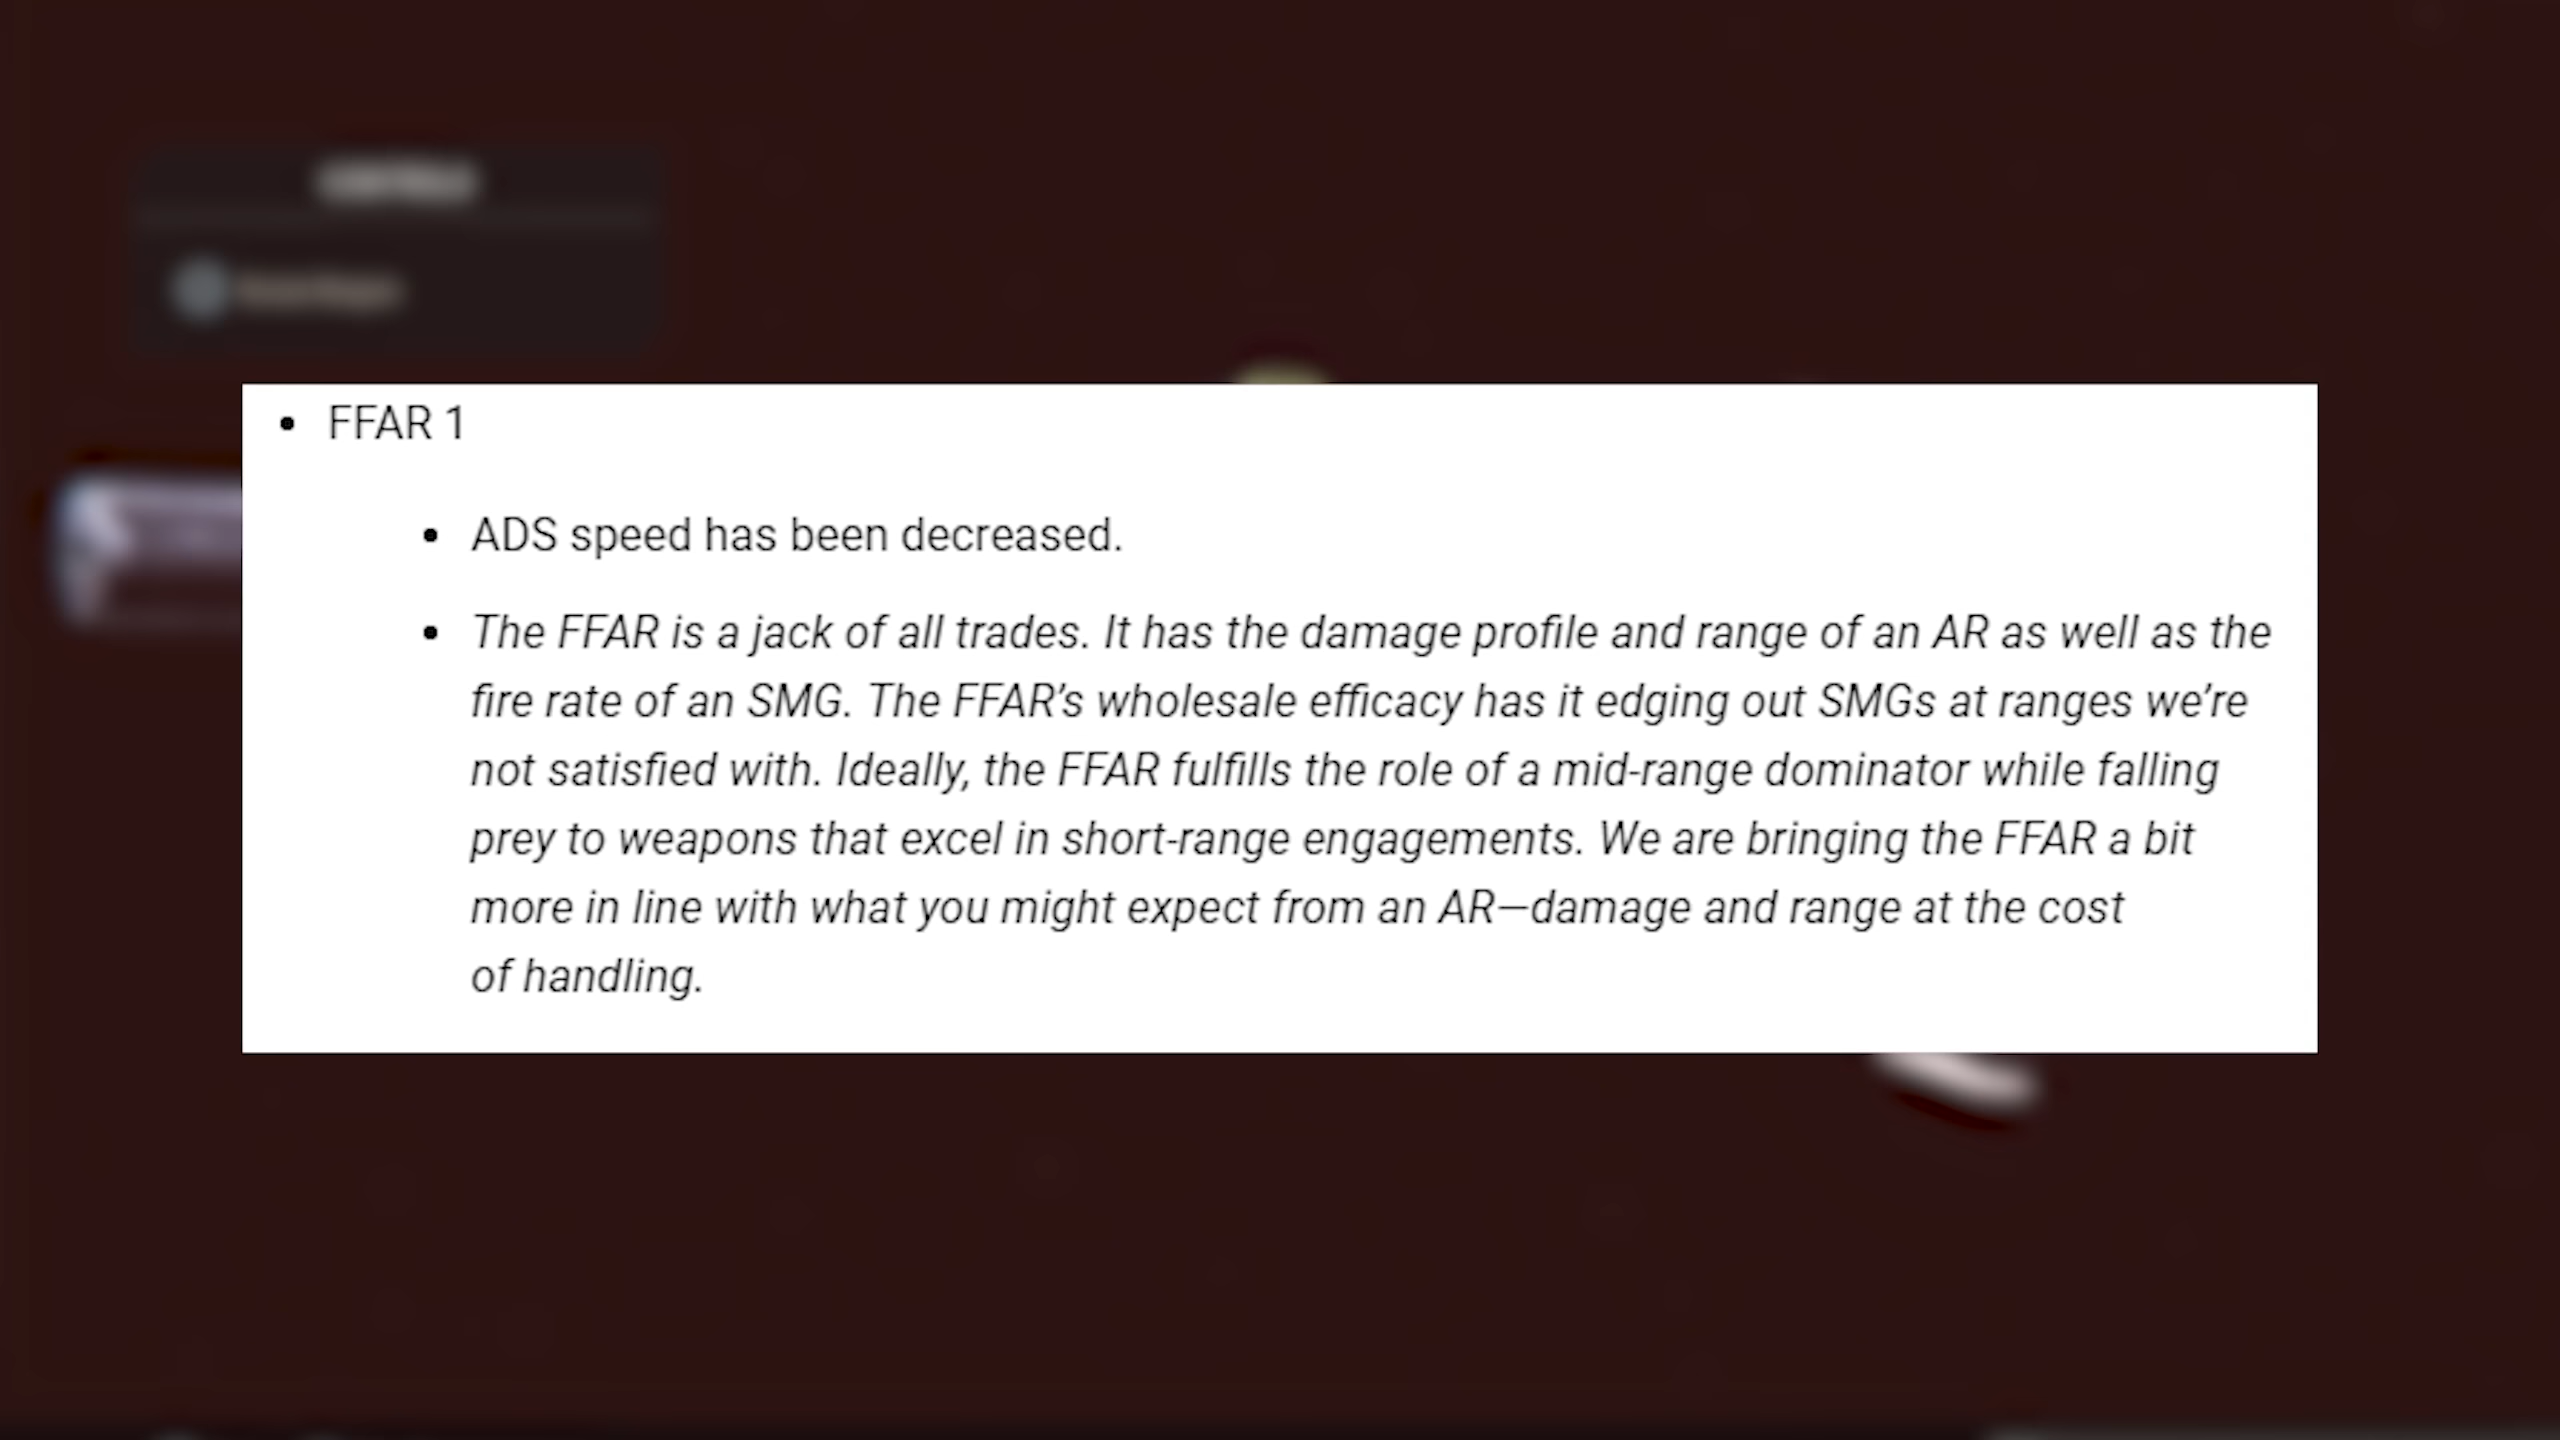 • FFAR 1
• ADS speed has been decreased.
• The FFAR is a jack of all trades. It has the damage profile and range of an AR as well as the
fire rate of an SMG. The FFAR’s wholesale efficacy has it edging out SMGs at ranges we’re
not satisfied with. Ideally, the FFAR fulfills the role of a mid-range dominator while falling
prey to weapons that excel in short-range engagements. We are bringing the FFAR a bit
more in line with what you might expect from an AR—damage and range at the cost
of handling.